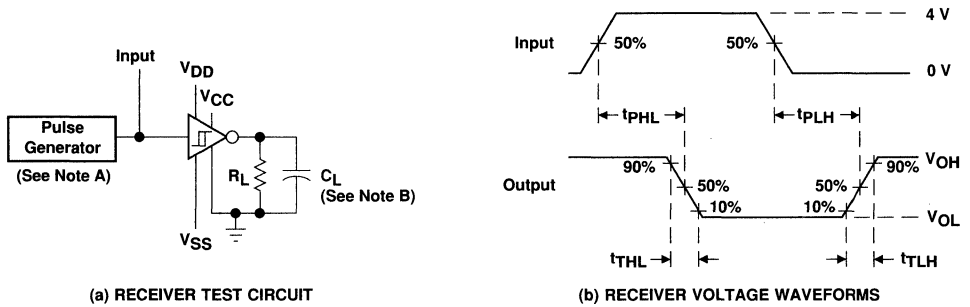 Input
VDD
VCC
Pulse
Generator
(See Note A)
RL
CL
(See Note B)
VSS
(a) RECEIVER TEST CIRCUIT
4 V
Input
50%
50%
0 V
tPHL
tPLH
VOH
90%
90%
Output
50%
50%
10%
10%
VOL
tTHL
tTLH
(b) RECEIVER VOLTAGE WAVEFORMS